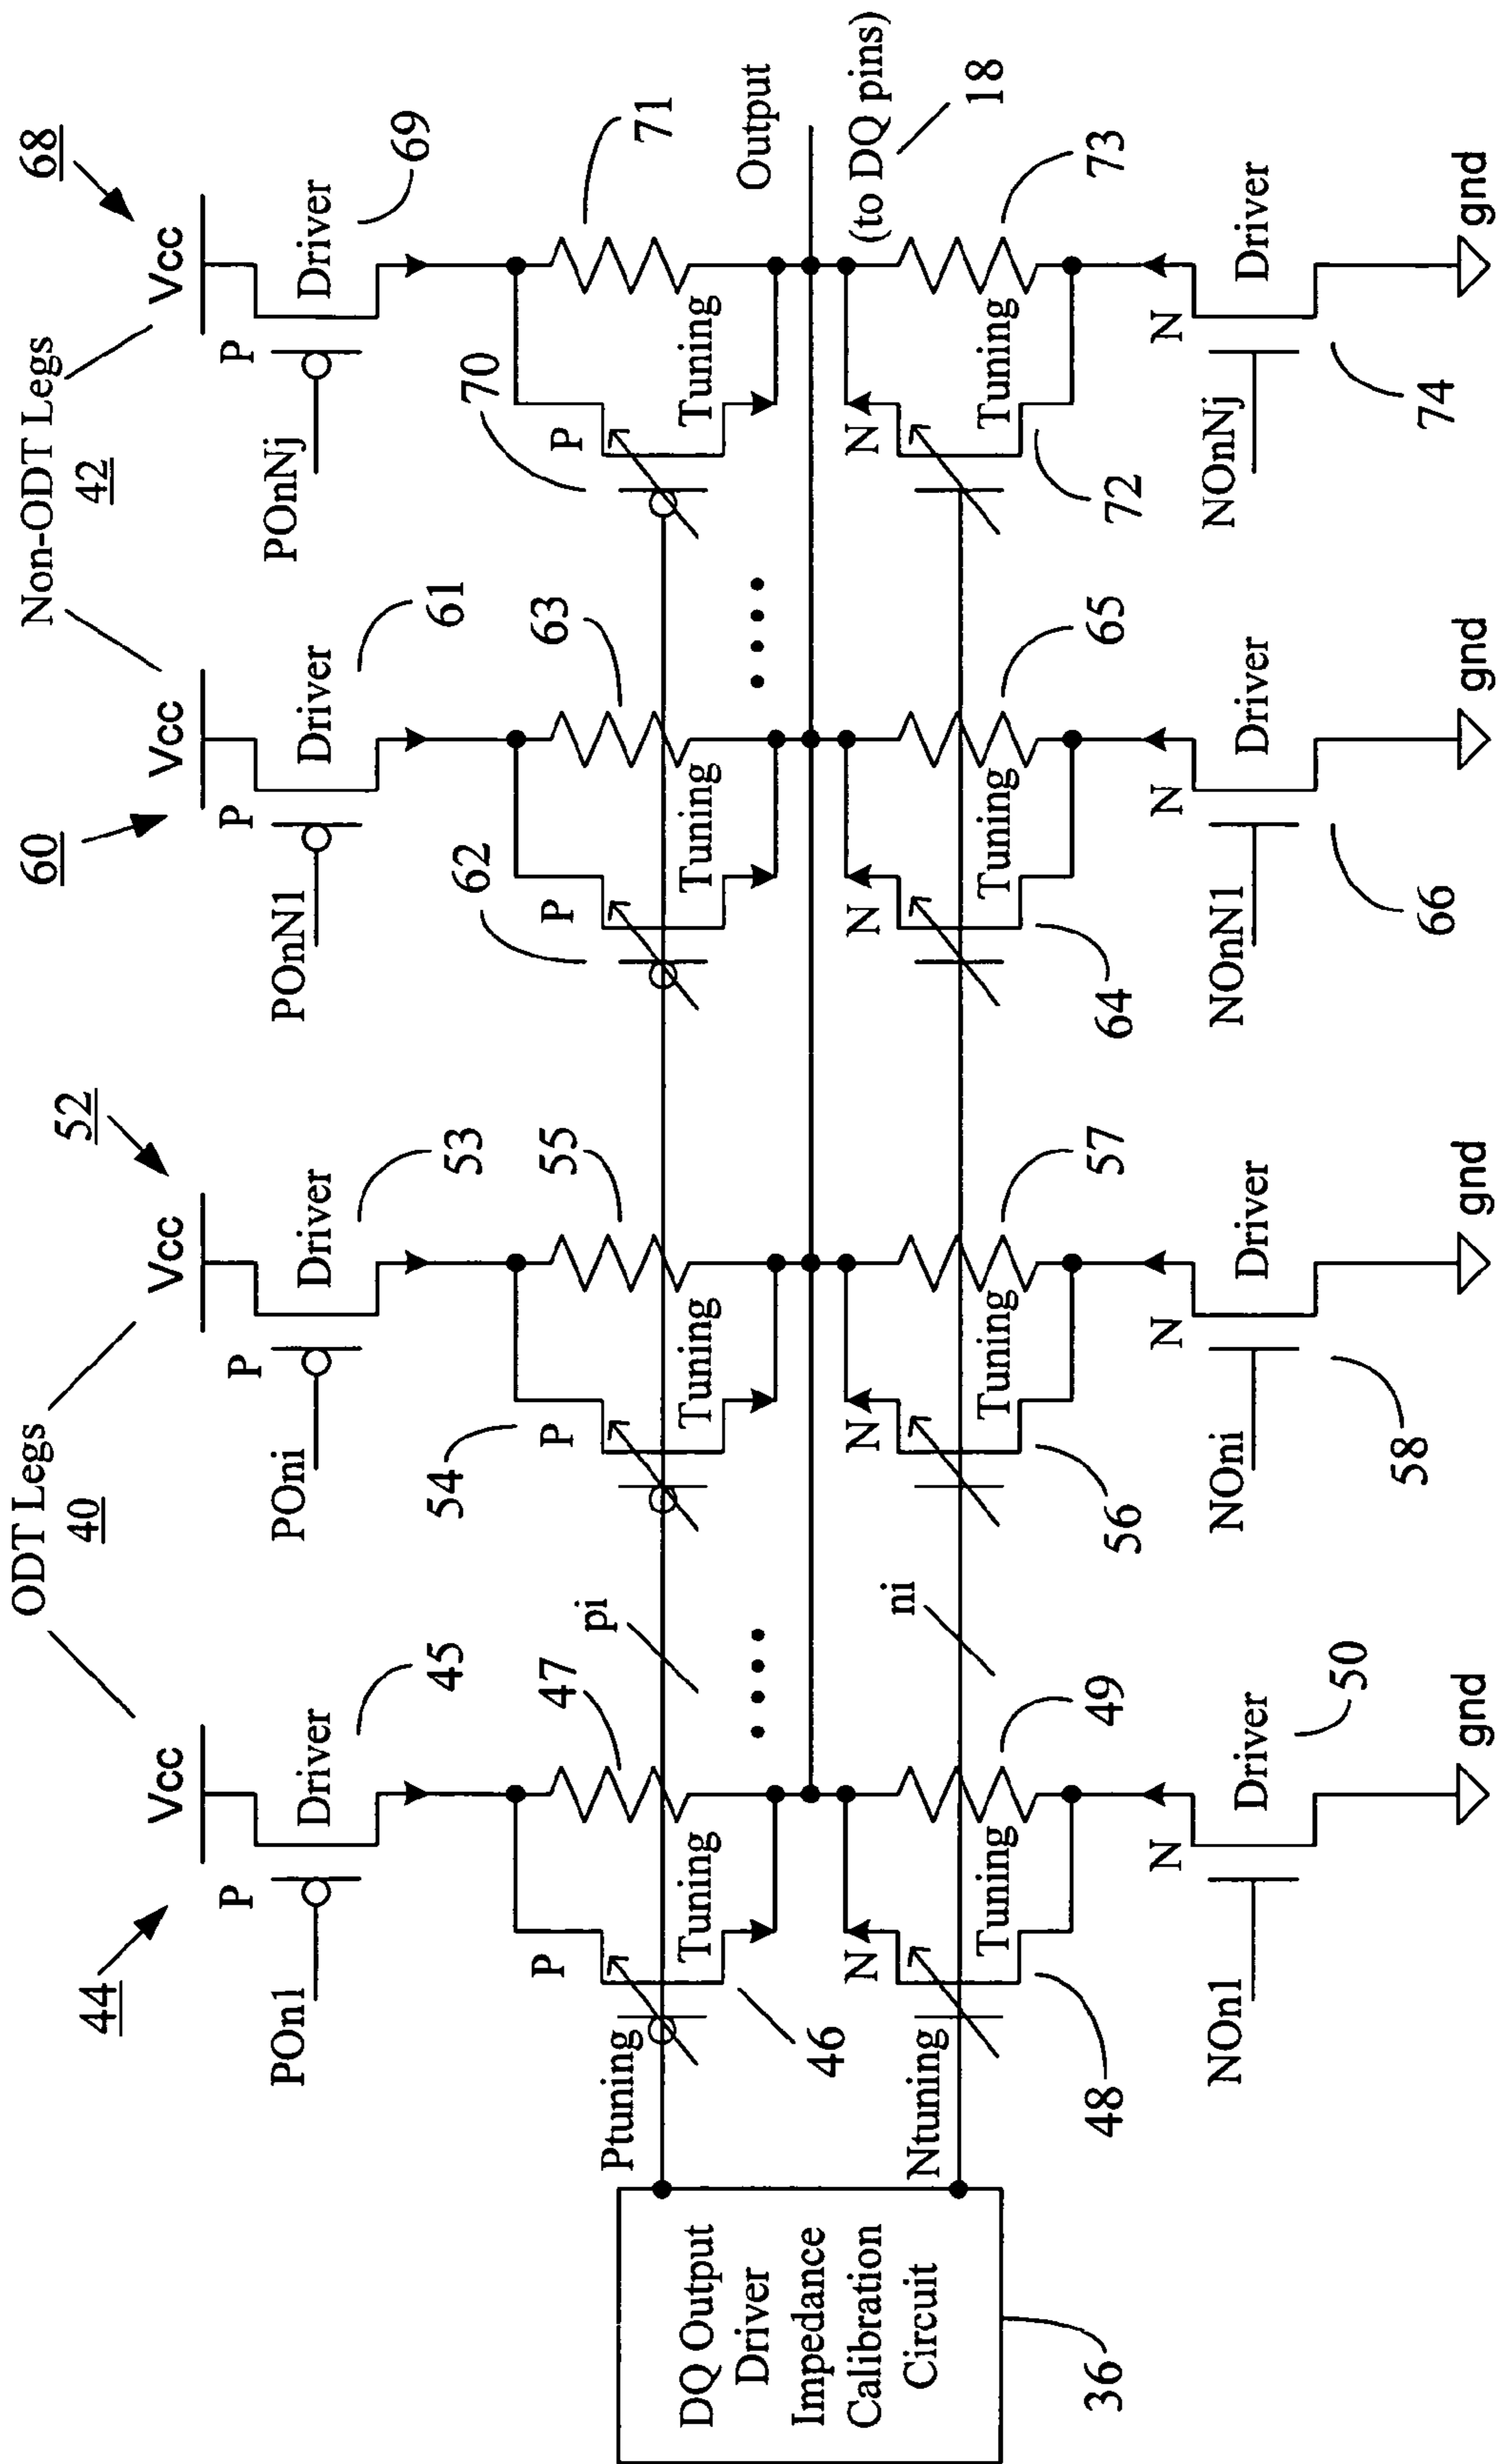 ODT Legs
40
Non-ODT Legs
42
44
52
60
68
Vcc
Vcc
Vcc
Vcc
P
Driver
45
P
Driver
53
P
Driver
61
P
Driver
69
POn1
POni
POnN1
POnNj
Ptuning
P
Tuning
46
47
pi
P
Tuning
54
55
P
Tuning
62
63
P
Tuning
70
71
Output
(to DQ pins)
18
DQ Output
Driver
Impedance
Calibration
Circuit
36
Ntuning
N
Tuning
48
49
ni
N
Tuning
56
57
N
Tuning
64
65
N
Tuning
72
73
N
Driver
50
N
Driver
58
N
Driver
66
N
Driver
74
NOn1
NOni
NOnN1
NOnNj
gnd
gnd
gnd
gnd